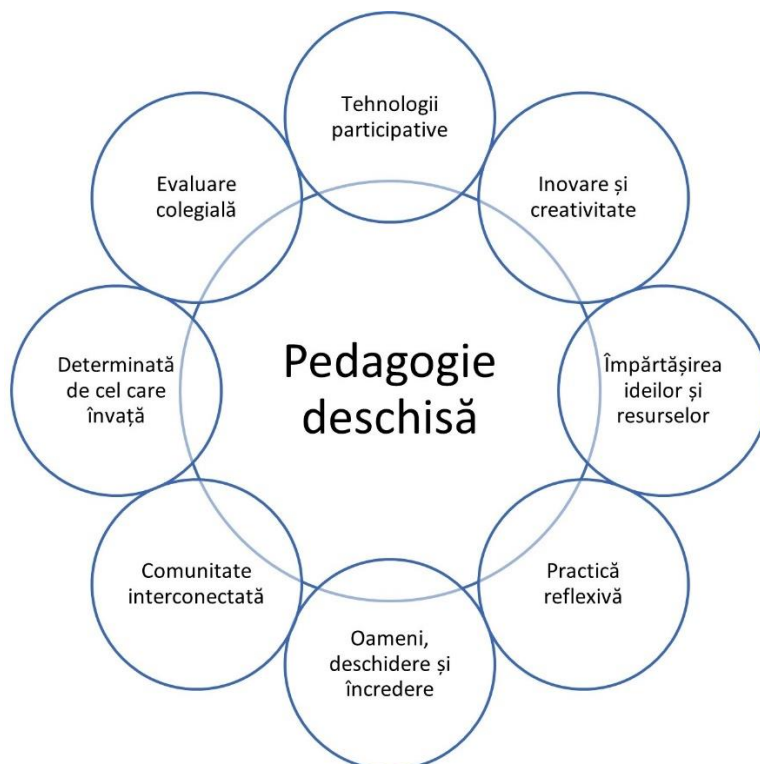 Tehnologii
participative
Inovare și
creativitate
Împărtășirea
ideilor și
resurselor
Practică
reflexivă
Oameni,
deschidere și
încredere
Comunitate
interconectată
Determinată
de cel care
învață
Evaluare
colegială
Pedagogie
deschisă